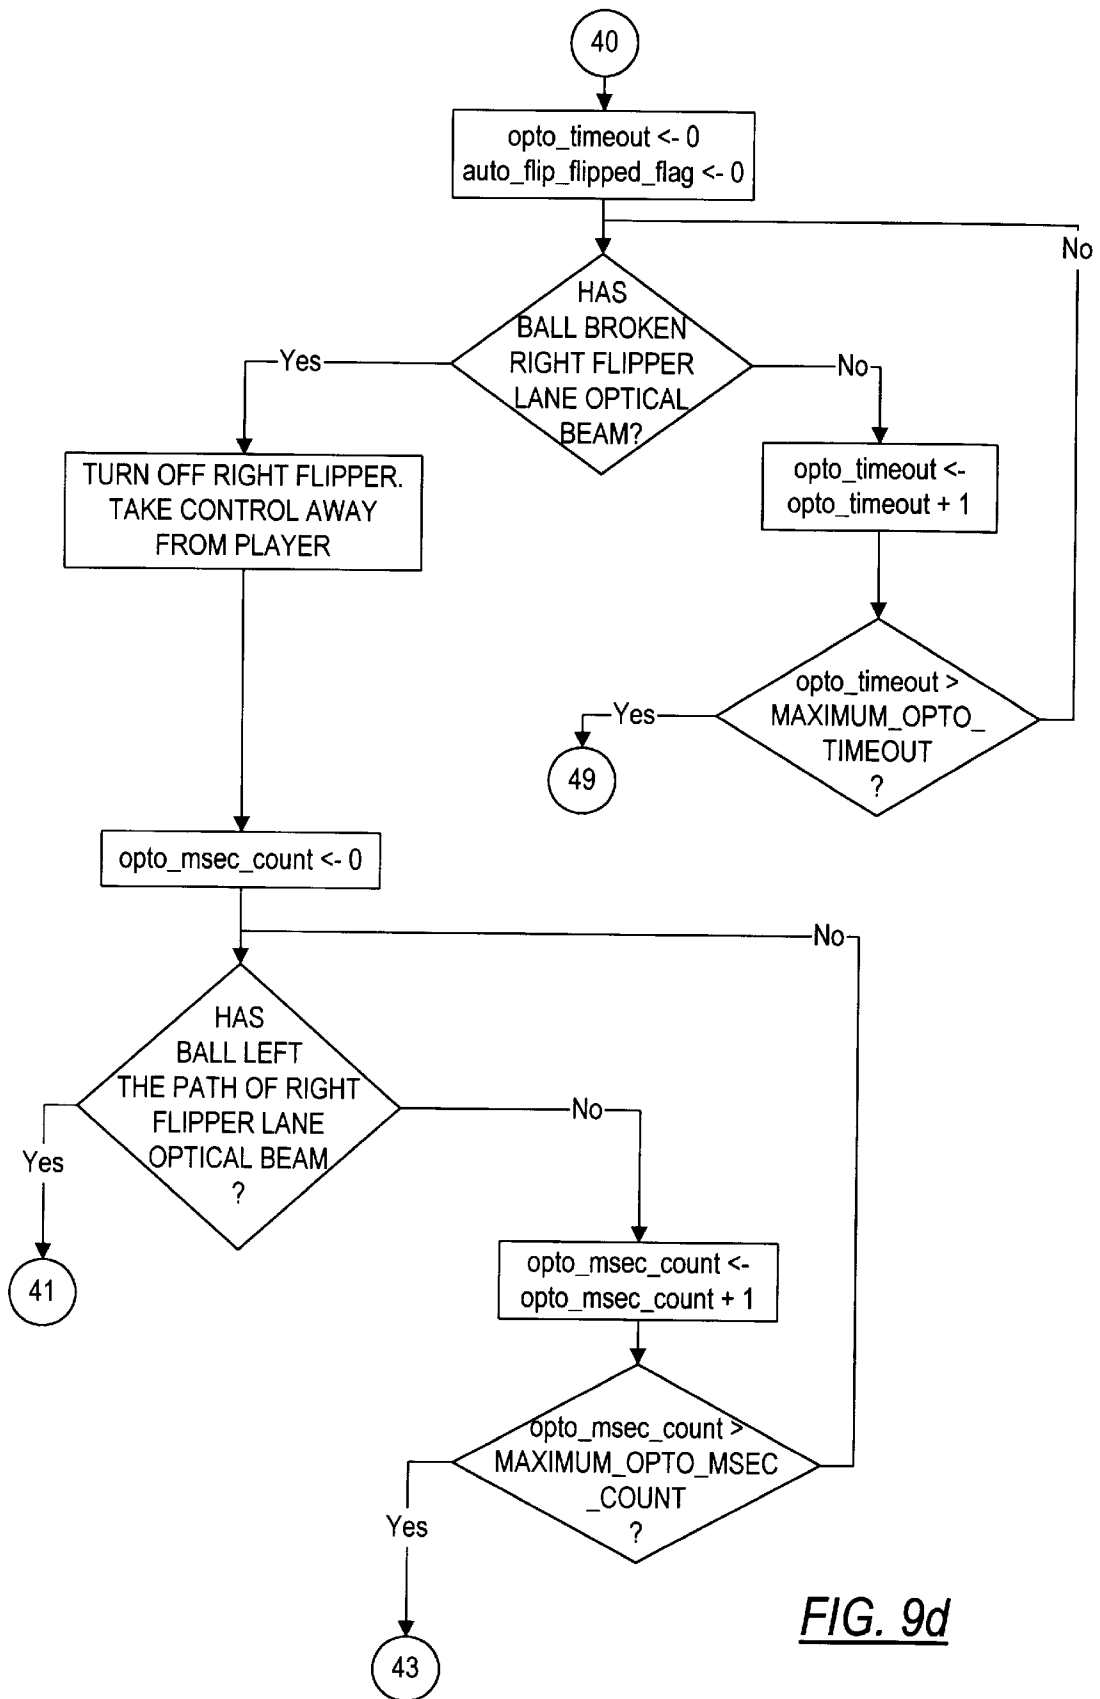 40
opto_timeout <- 0
auto_flip_flipped_flag <- 0
No
HAS
BALL BROKEN
RIGHT FLIPPER
LANE OPTICAL
BEAM?
Yes
No
TURN OFF RIGHT FLIPPER.
TAKE CONTROL AWAY
FROM PLAYER
opto_timeout <-
opto_timeout + 1
opto_timeout >
MAXIMUM_OPTO_
TIMEOUT
?
Yes
49
opto_msec_count <- 0
No
HAS
BALL LEFT
THE PATH OF RIGHT
FLIPPER LANE
OPTICAL BEAM
?
No
Yes
41
opto_msec_count <-
opto_msec_count + 1
opto_msec_count >
MAXIMUM_OPTO_MSEC
_COUNT
?
Yes
43
FIG. 9d